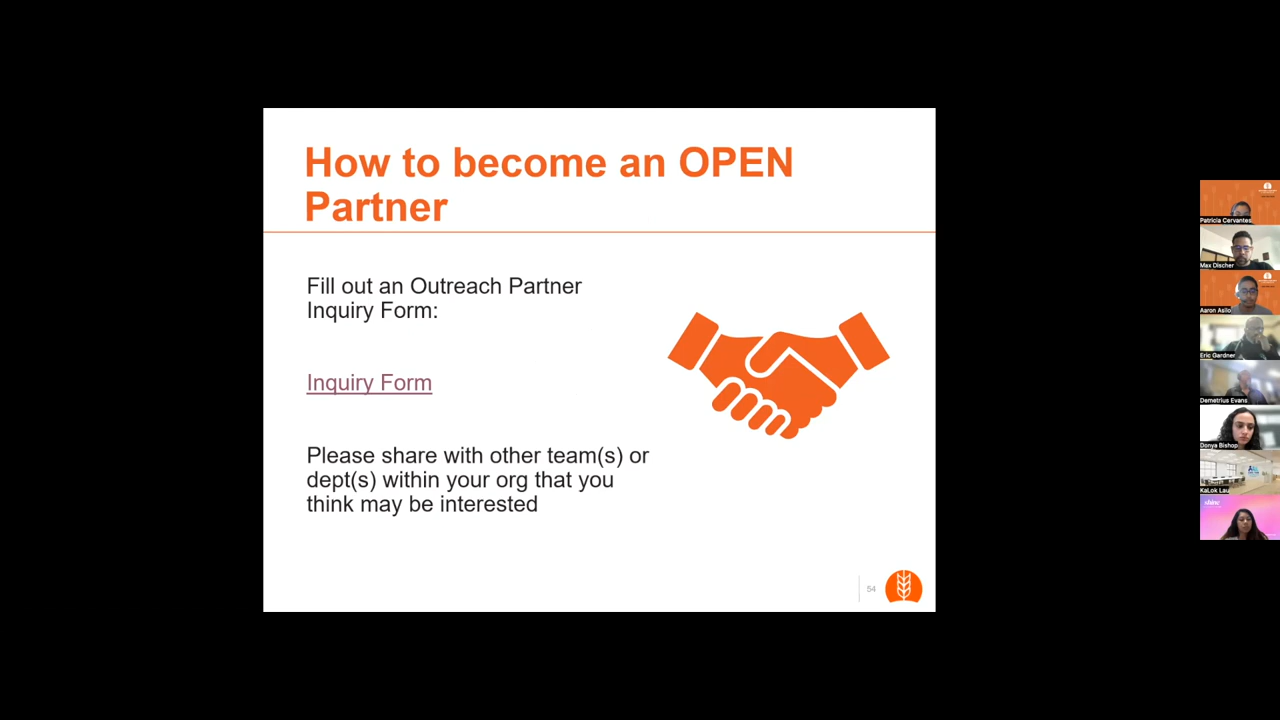 How to become an OPEN
Partner
Fill out an Outreach Partner
Inquiry Form:
Inquiry Form
Please share with other team(s) or
dept(s) within your org that you
think may be interested
54
Patricia Cervantes
Max Discher
Aaron Asilo
Eric Gardner
Demetrius Evans
Donya Bishop
KaLok Lau
shine